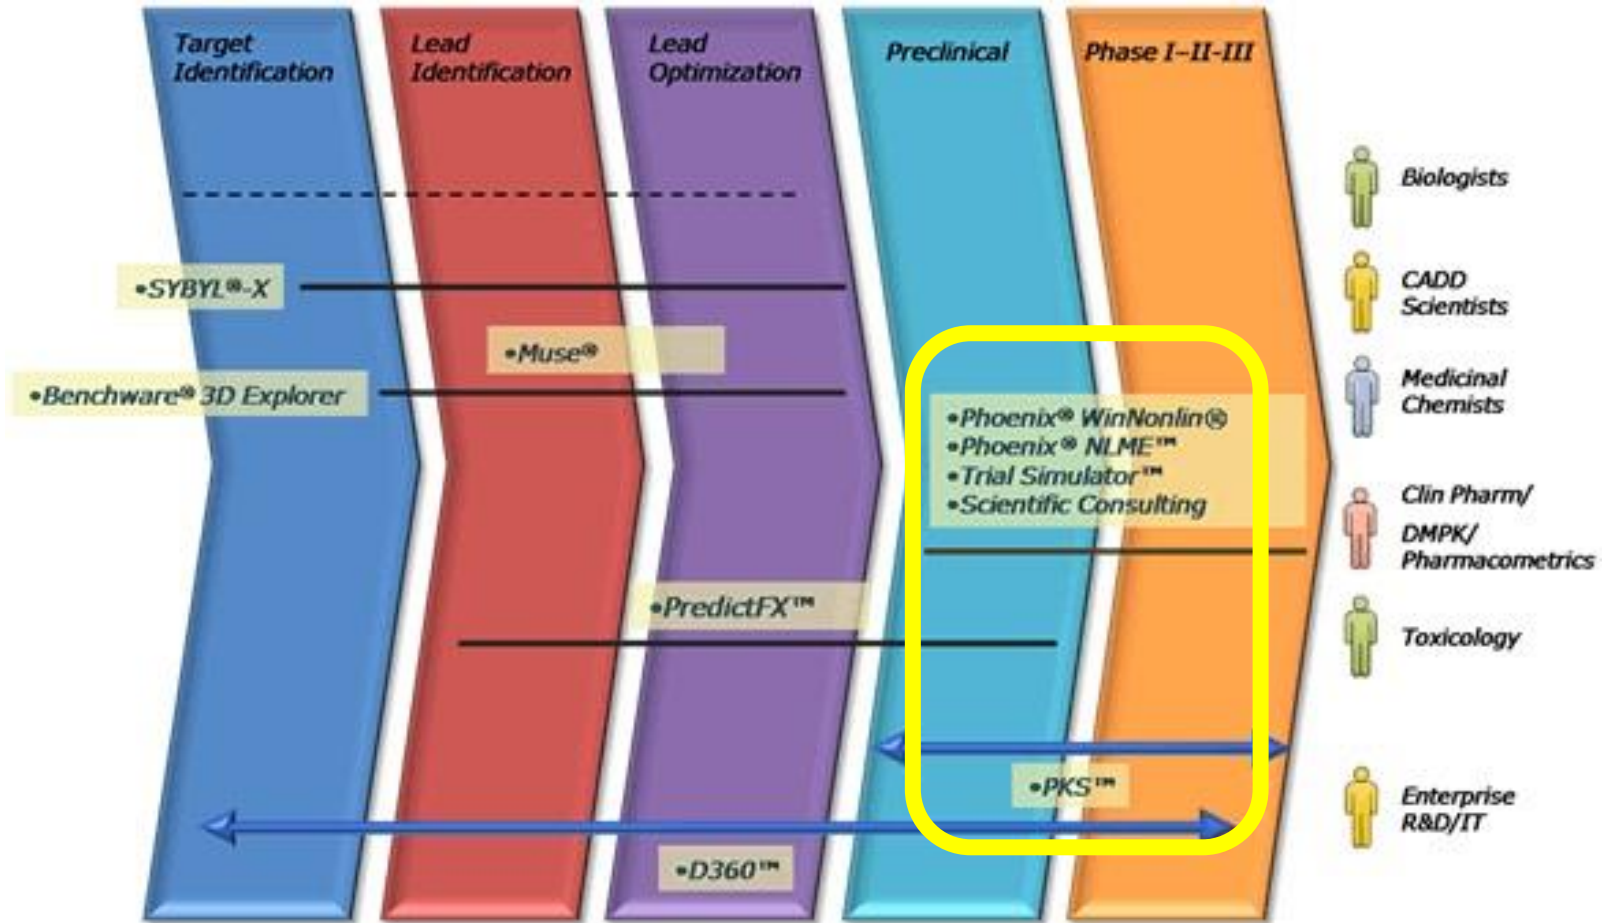 Target
Identification
Lead
Identification
Lead
Optimization
Preclinical
Phase I-II-III
Biologists
•SYBYL®-X
CADD
Scientists
•Muse®
•Benchware® 3D Explorer
Medicinal
Chemists
•Phoenix® WinNonlin®
•Phoenix® NLME™
•Trial Simulator™
•Scientific Consulting
Clin Pharm/
DMPK/
Pharmacometrics
•PredictFX™
Toxicology
•PKS™
Enterprise
R&D/IT
•D360™